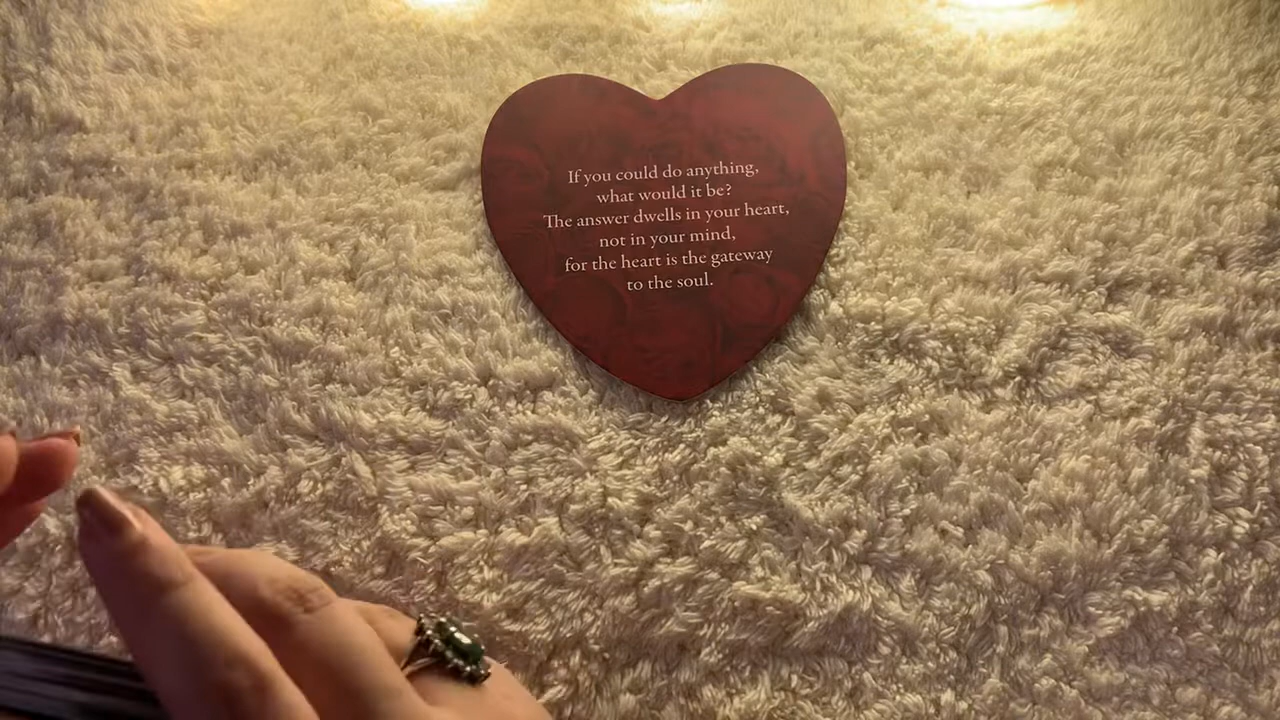 If you could do anything,
what would it be?
The answer dwells in your heart,
not in your mind,
for the heart is the gateway
to the soul.